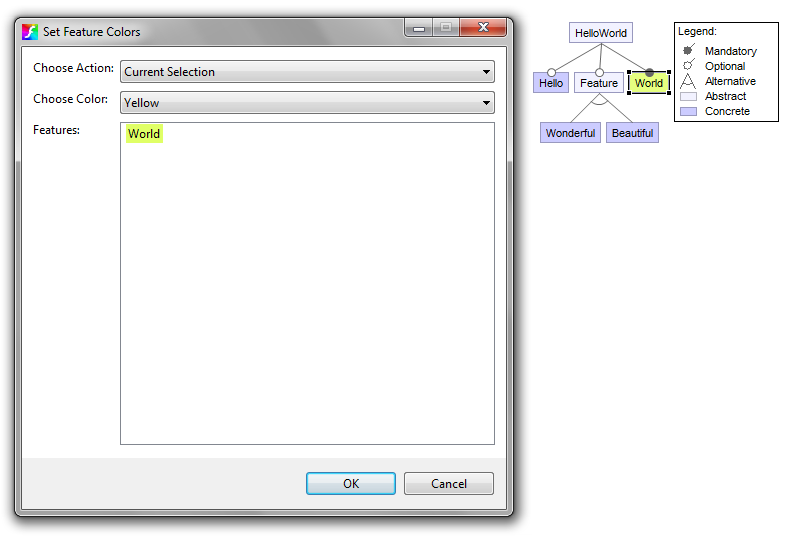 Set Feature Colors
Choose Action: Current Selection
Choose Color: Yellow
Features: World
OK Cancel
HelloWorld
Hello Feature World
Wonderful Beautiful
Legend:
Mandatory
Optional
Alternative
Abstract
Concrete